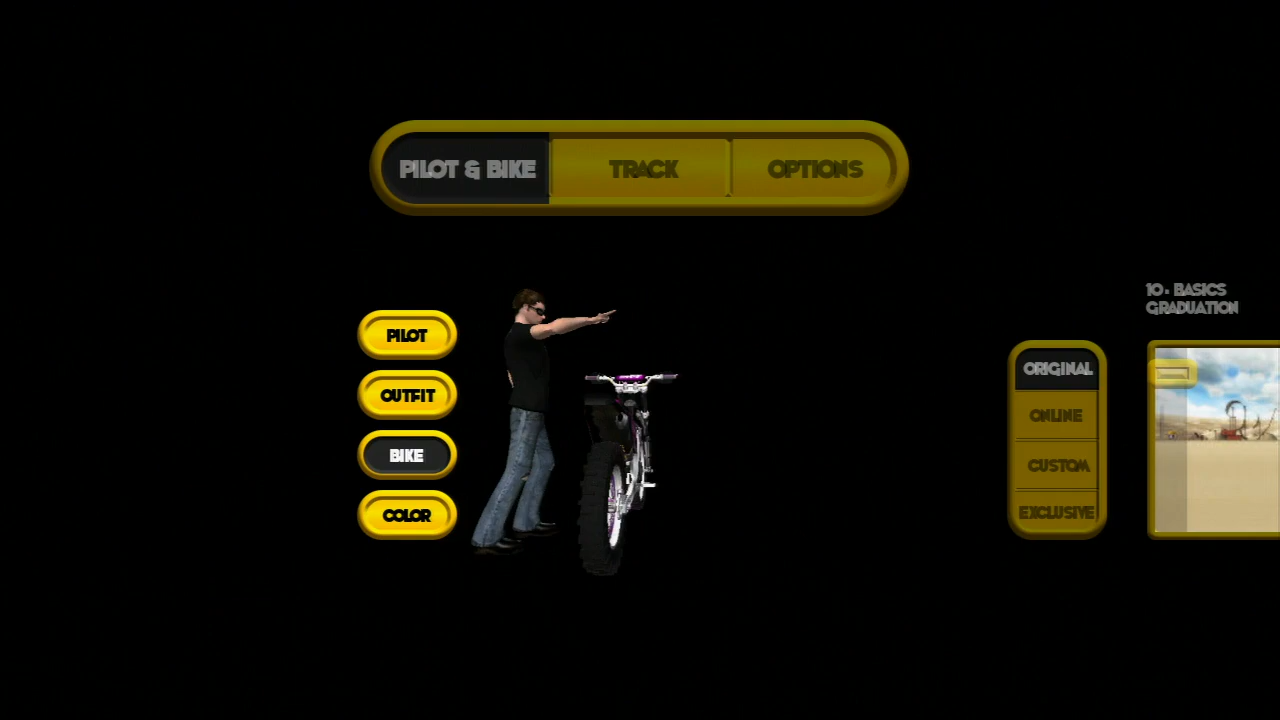 PILOT & BIKE
TRACK
OPTIONS
PILOT
OUTFIT
BIKE
COLOR
ORIGINAL
ONLINE
CUSTOM
EXCLUSIVE
10 - BASICS
GRADUATION